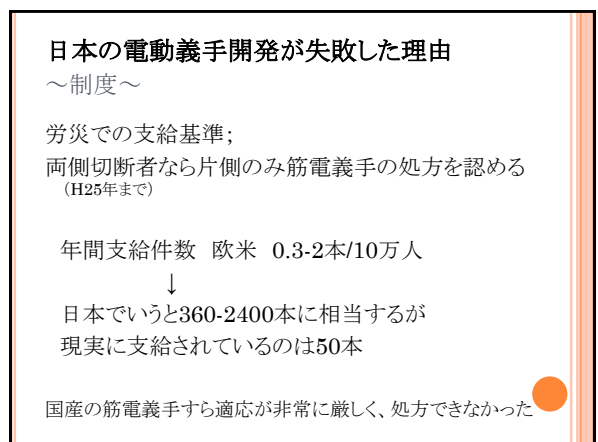 日本の電動義手開発が失敗した理由
～制度～
労災での支給基準;
両側切断者なら片側のみ筋電義手の処方を認める
(H25年まで)
年間支給件数 欧米 0.3-2本/10万人
↓
日本でいうと360-2400本に相当するが
現実に支給されているのは50本
国産の筋電義手すら適応が非常に厳しく、処方できなかった